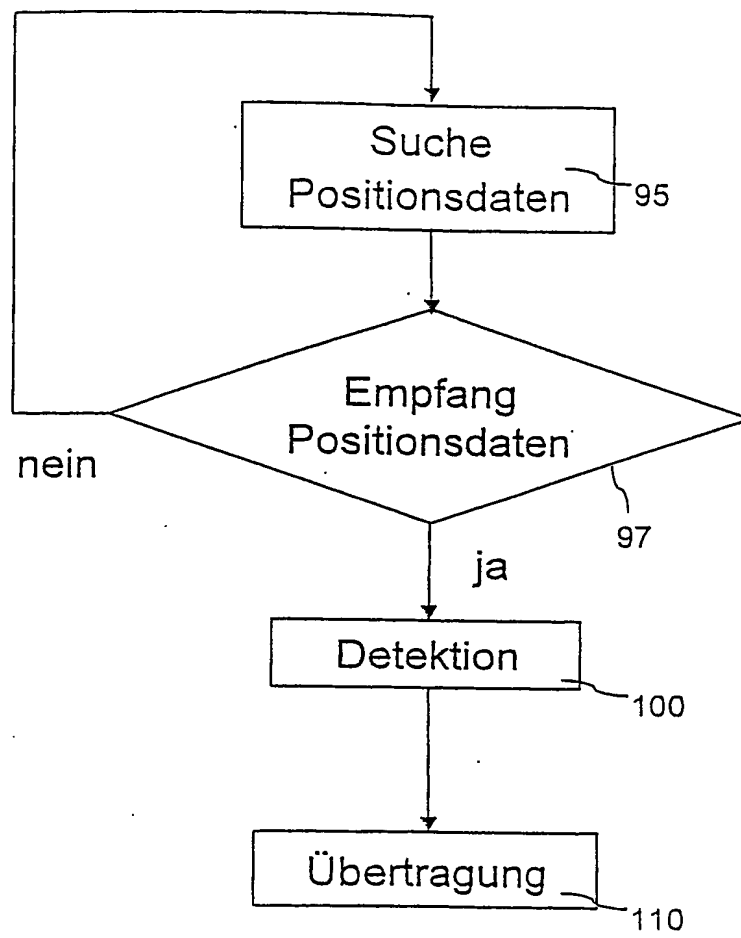 Suche
Positionsdaten
95
Empfang
Positionsdaten
nein
97
ja
Detektion
100
Übertragung
110